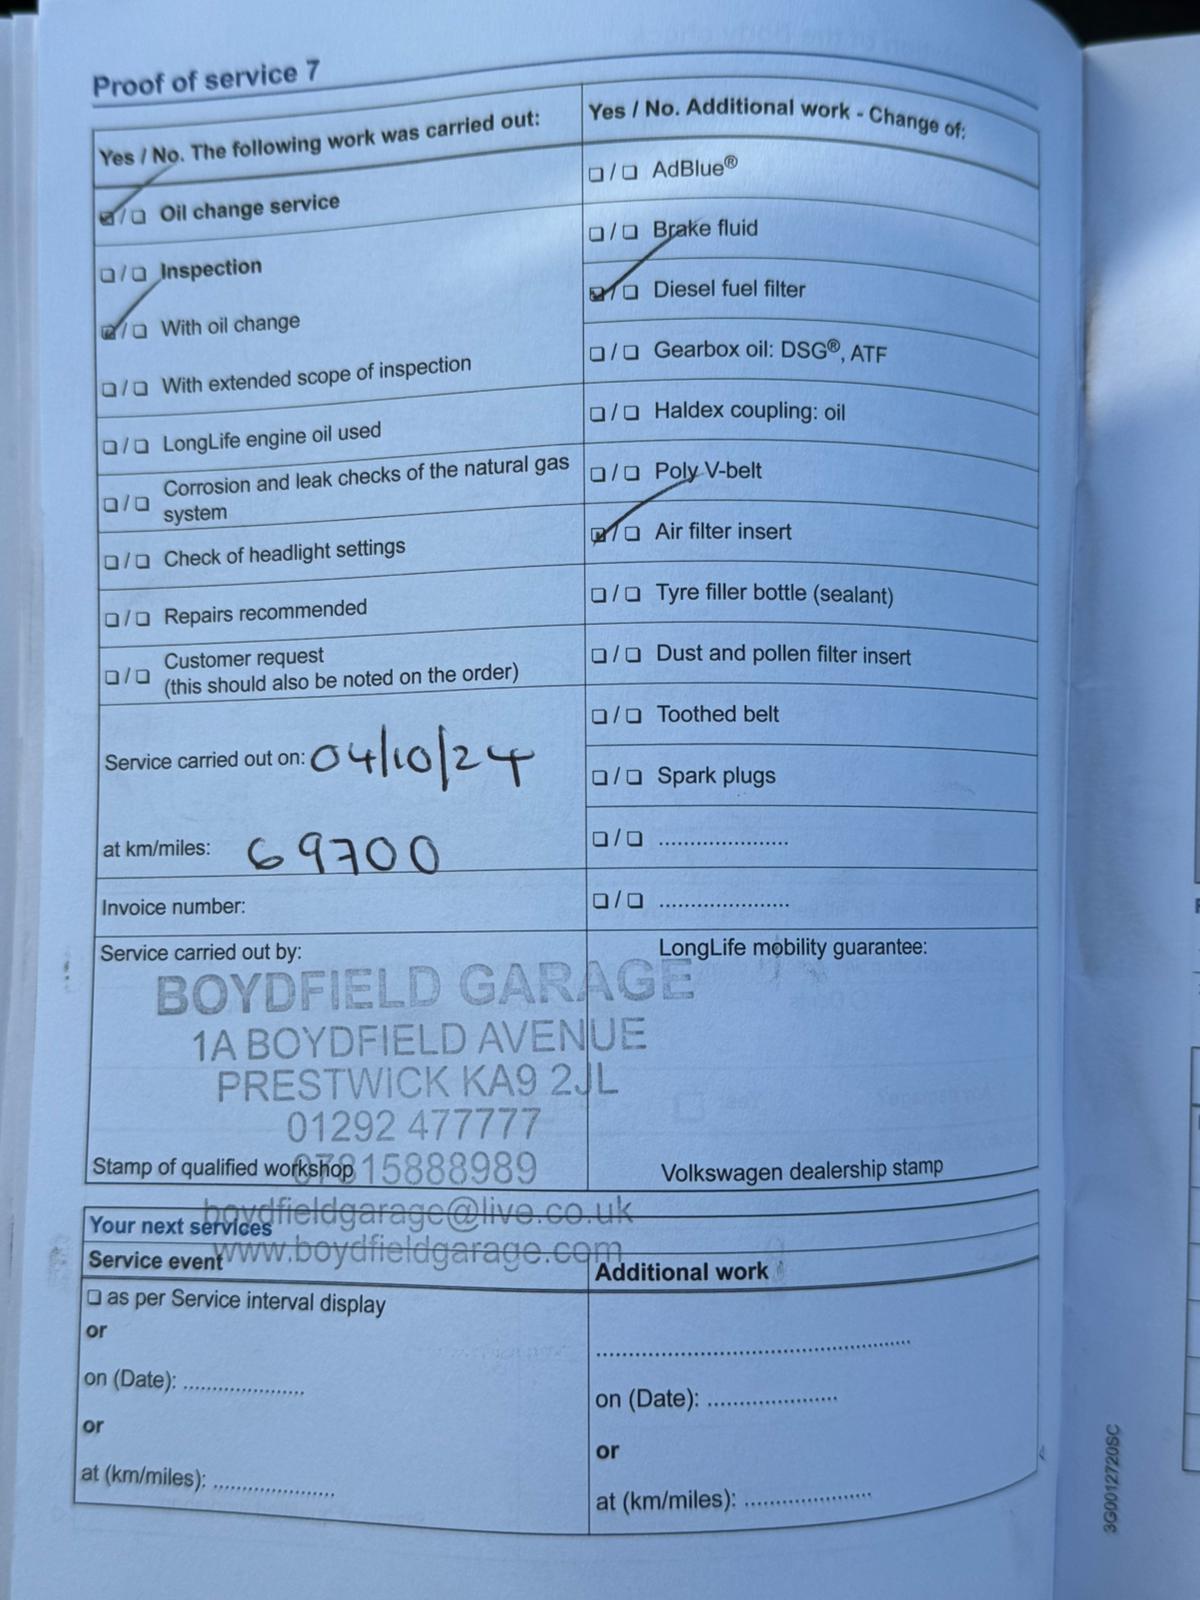 Proof of service 7
Yes / No. The following work was carried out:
☑/☐ Oil change service
☐/☐ Inspection
☑/☐ With oil change
☐/☐ With extended scope of inspection
☐/☐ LongLife engine oil used
☐/☐ Corrosion and leak checks of the natural gas
system
☐/☐ Check of headlight settings
☐/☐ Repairs recommended
☐/☐ Customer request
(this should also be noted on the order)
Service carried out on: 04/10/24
at km/miles: 69700
Invoice number:
Yes / No. Additional work - Change of:
☐/☐ AdBlue®
☐/☐ Brake fluid
☑/☐ Diesel fuel filter
☐/☐ Gearbox oil: DSG®, ATF
☐/☐ Haldex coupling: oil
☐/☐ Poly V-belt
☑/☐ Air filter insert
☐/☐ Tyre filler bottle (sealant)
☐/☐ Dust and pollen filter insert
☐/☐ Toothed belt
☐/☐ Spark plugs
☐/☐ ......................
☐/☐ ......................
Service carried out by:
BOYDFIELD GARAGE
1A BOYDFIELD AVENUE
PRESTWICK KA9 2JL
01292 477777
07815888989
Stamp of qualified workshop
boydfieldgarage@live.co.uk
www.boydfieldgarage.com
LongLife mobility guarantee:
Volkswagen dealership stamp
Your next services
Service event
☐ as per Service interval display
or
on (Date): ....................
or
at (km/miles): ....................
Additional work
....................................................
on (Date): ......................
or
at (km/miles): ......................
3G0012720SC